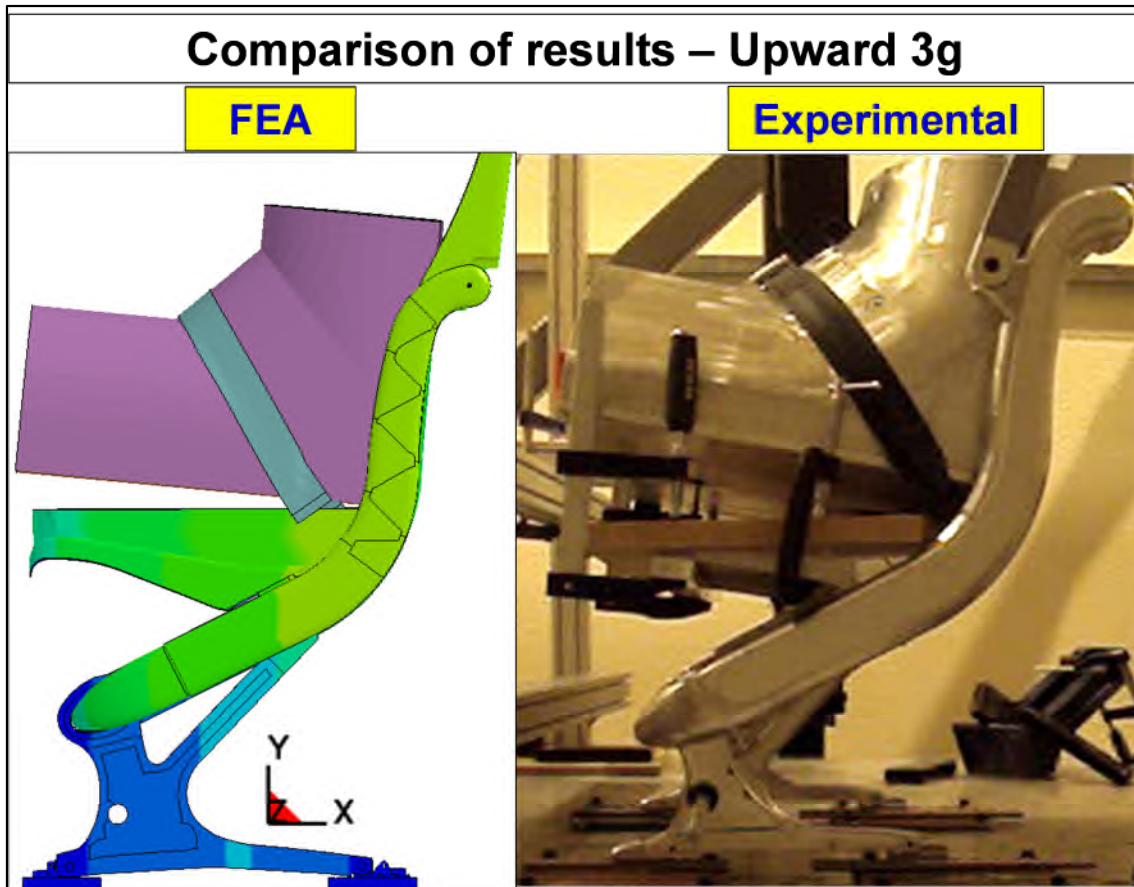 Comparison of results – Upward 3g
FEA
Experimental
Y
Z
X